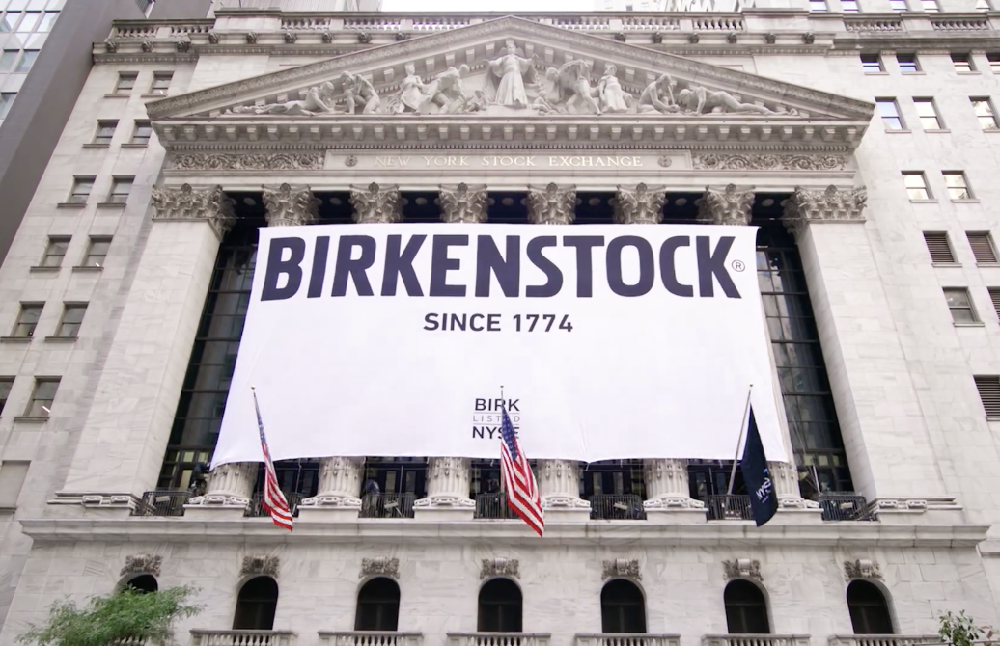 NEW YORK STOCK EXCHANGE
BIRKENSTOCK®
SINCE 1774
BIRK
LISTED
NYSE